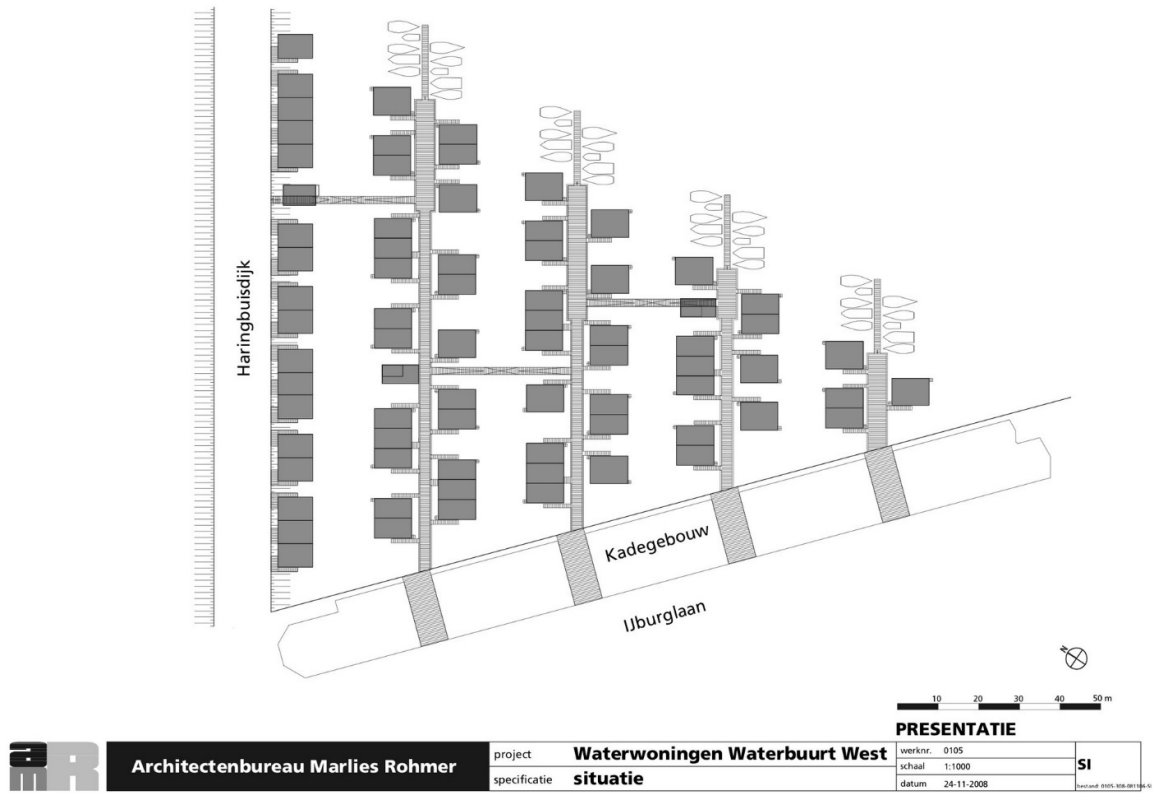 Haringbuisdijk
Kadegebouw
IJburglaan
N
10 20 30 40 50 m
PRESENTATIE
aRMR
Architectenbureau Marlies Rohmer
project Waterwoningen Waterbuurt West
specificatie situatie
werknr. 0105
schaal 1:1000
datum 24-11-2008
SI